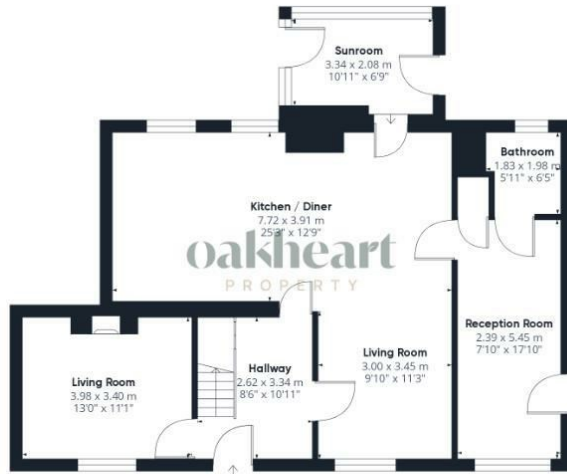 Sunroom
3.34 x 2.08 m
10'11" x 6'9"
Bathroom
1.83 x 1.98 m
5'11" x 6'5"
Kitchen / Diner
7.72 x 3.91 m
25'3" x 12'9"
oakheart
PROPERTY
Reception Room
2.39 x 5.45 m
7'10" x 17'10"
Living Room
3.98 x 3.40 m
13'0" x 11'1"
Hallway
2.62 x 3.34 m
8'6" x 10'11"
Living Room
3.00 x 3.45 m
9'10" x 11'3"